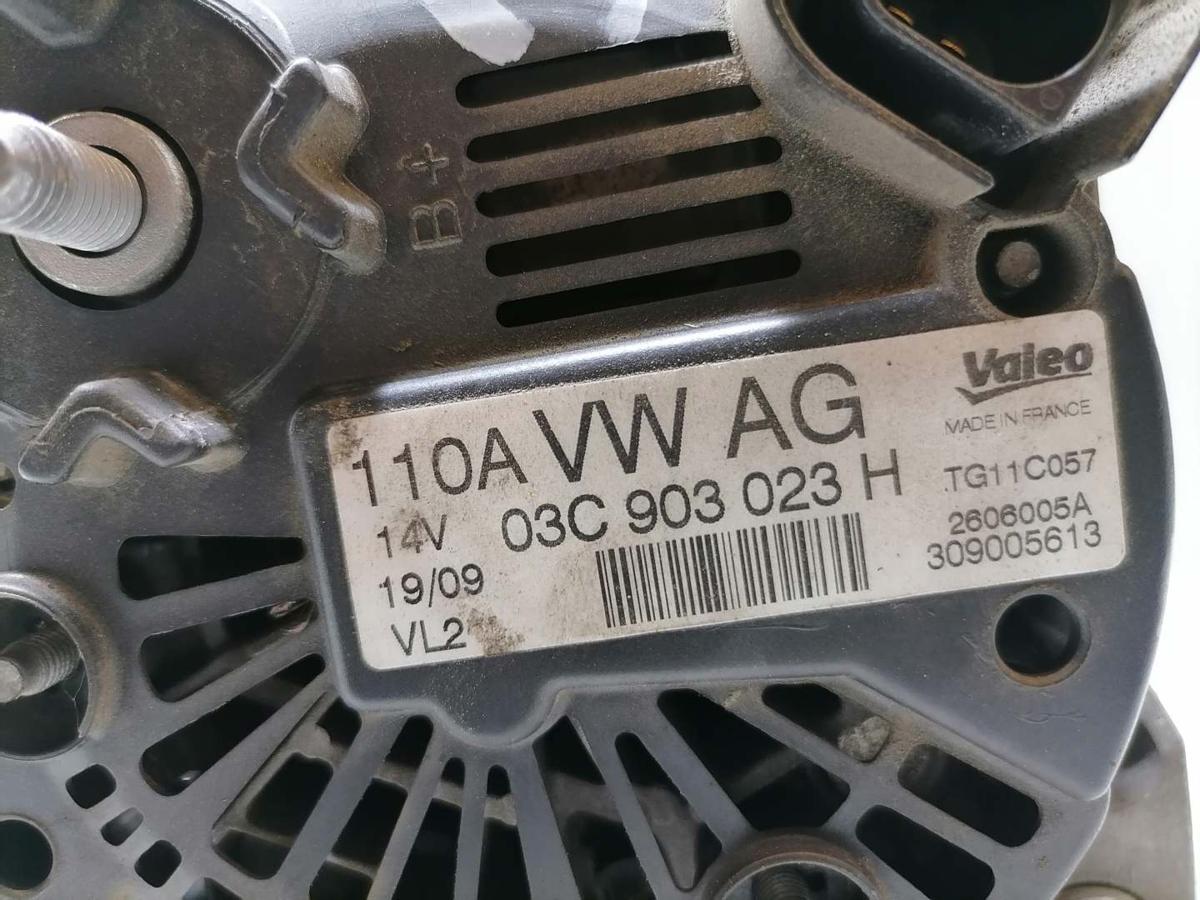 B+
110A VW AG
03C 903 023 H
14V
19/09
VL2
Valeo
MADE IN FRANCE
TG11C057
2606005A
309005613